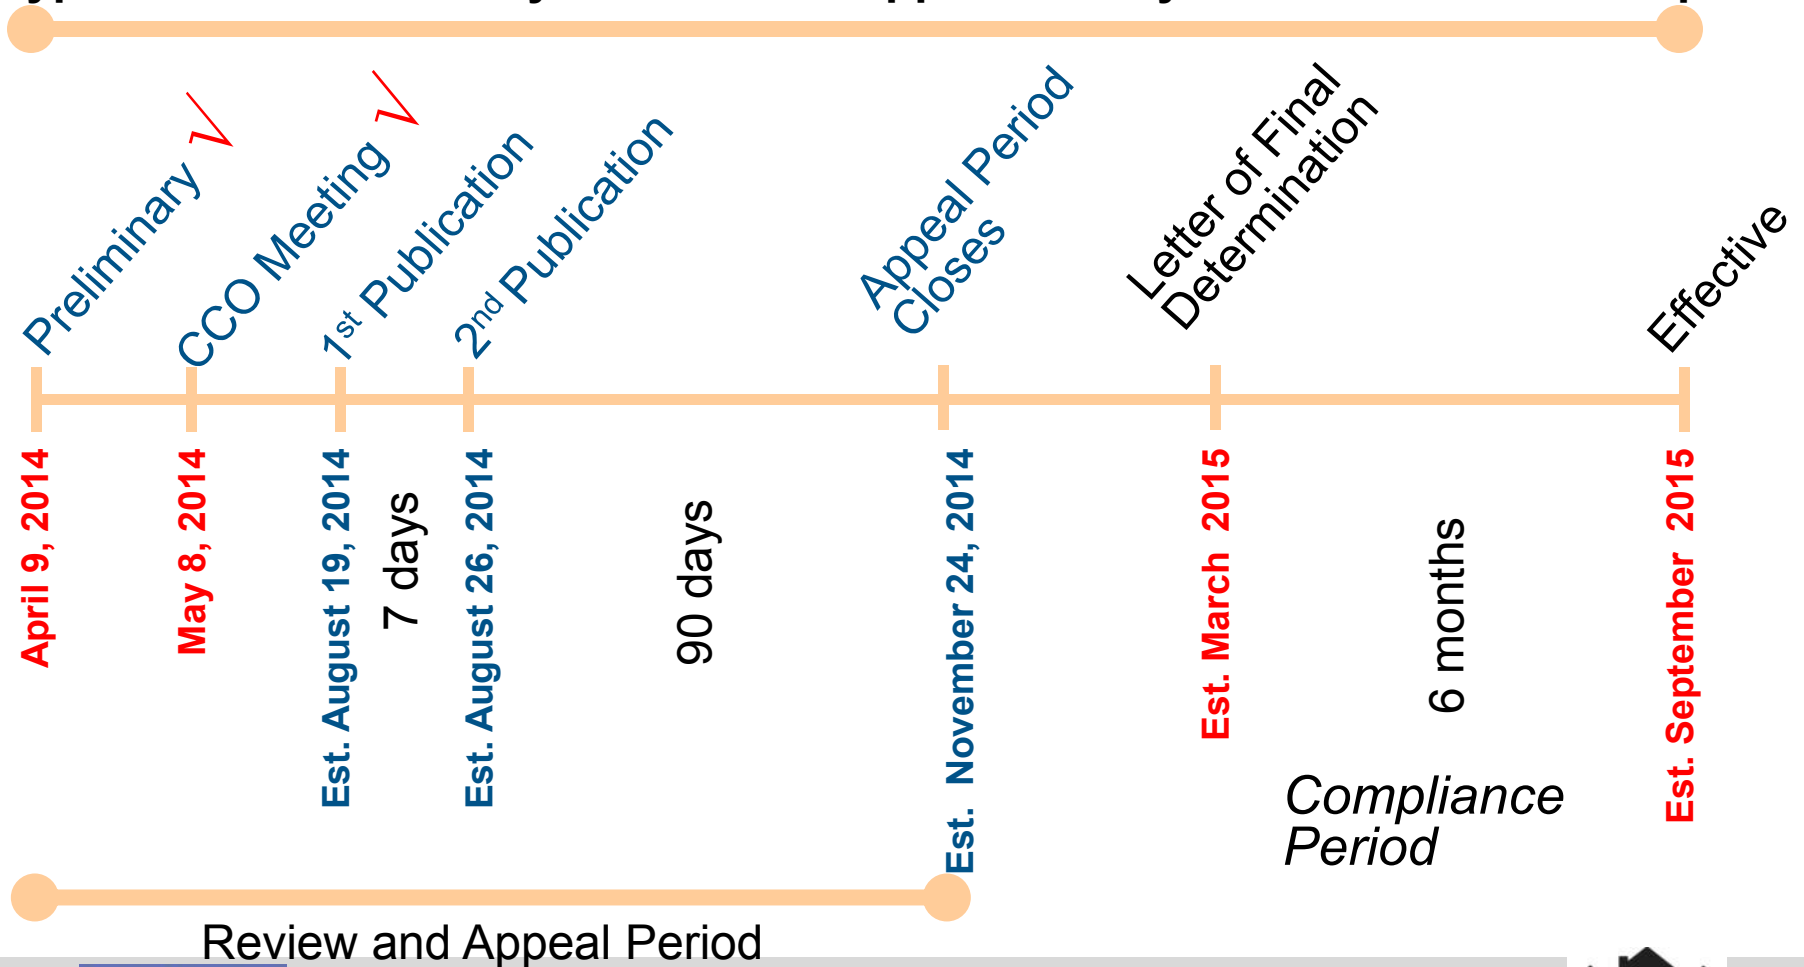 Preliminary √
CCO Meeting √
1st Publication
2nd Publication
Appeal Period
Closes
Letter of Final
Determination
Effective
April 9, 2014
May 8, 2014
Est. August 19, 2014
7 days
Est. August 26, 2014
90 days
Est. November 24, 2014
Est. March 2015
6 months
Est. September 2015
Compliance
Period
Review and Appeal Period